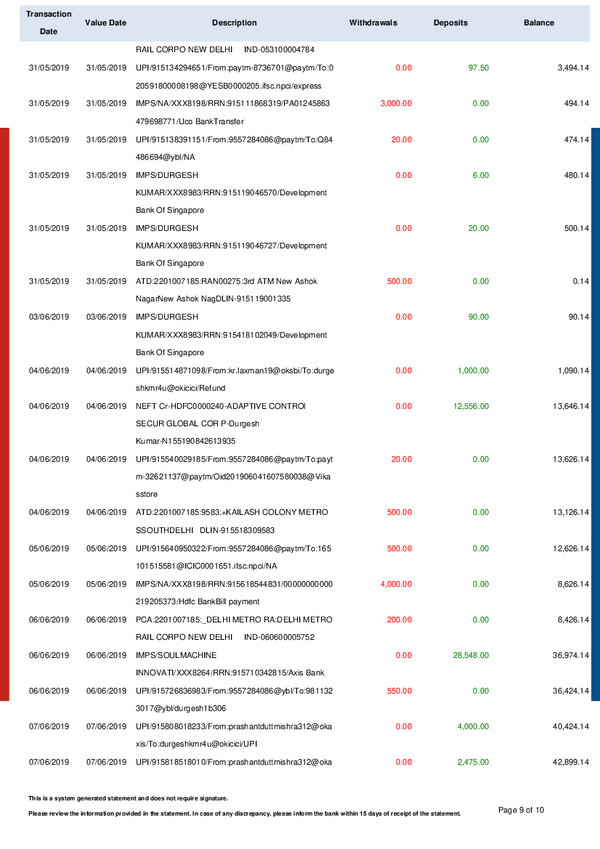 Transaction
Date Value Date Description Withdrawals Deposits Balance
RAIL CORPO NEW DELHI IND-053100004784
31/05/2019 31/05/2019 UPI/915134294651/From:paytm-8736701@paytm/To:0 0.00 97.50 3,494.14
20591800008198@YESB0000205.ifsc.npci/express
31/05/2019 31/05/2019 IMPS/NA/XXX8198/RRN:915111868319/PA01245863 3,000.00 0.00 494.14
479698771/Uco BankTransfer
31/05/2019 31/05/2019 UPI/915138391151/From:9557284086@paytm/To:Q84 20.00 0.00 474.14
486694@ybl/NA
31/05/2019 31/05/2019 IMPS/DURGESH 0.00 6.00 480.14
KUMAR/XXX8983/RRN:915119046570/Development
Bank Of Singapore
31/05/2019 31/05/2019 IMPS/DURGESH 0.00 20.00 500.14
KUMAR/XXX8983/RRN:915119046727/Development
Bank Of Singapore
31/05/2019 31/05/2019 ATD:2201007185:RAN00275:3rd ATM New Ashok 500.00 0.00 0.14
NagarNew Ashok NagDLIN-915119001335
03/06/2019 03/06/2019 IMPS/DURGESH 0.00 90.00 90.14
KUMAR/XXX8983/RRN:915418102049/Development
Bank Of Singapore
04/06/2019 04/06/2019 UPI/915514871098/From:kr.laxman19@oksbi/To:durge 0.00 1,000.00 1,090.14
shkmr4u@okicici/Refund
04/06/2019 04/06/2019 NEFT Cr-HDFC0000240-ADAPTIVE CONTROl 0.00 12,556.00 13,646.14
SECUR GLOBAL COR P-Durgesh
Kumar-N155190842613935
04/06/2019 04/06/2019 UPI/915540029185/From:9557284086@paytm/To:payt 20.00 0.00 13,626.14
m-32621137@paytm/Oid201906041607580038@Vika
sstore
04/06/2019 04/06/2019 ATD:2201007185:9583:+KAILASH COLONY METRO 500.00 0.00 13,126.14
SSOUTHDELHI DLIN-915518309583
05/06/2019 05/06/2019 UPI/915640950322/From:9557284086@paytm/To:165 500.00 0.00 12,626.14
101515581@ICIC0001651.ifsc.npci/NA
05/06/2019 05/06/2019 IMPS/NA/XXX8198/RRN:915618544831/00000000000 4,000.00 0.00 8,626.14
219205373/Hdfc BankBill payment
06/06/2019 06/06/2019 PCA:2201007185:_DELHI METRO RA:DELHI METRO 200.00 0.00 8,426.14
RAIL CORPO NEW DELHI IND-060600005752
06/06/2019 06/06/2019 IMPS/SOULMACHINE 0.00 28,548.00 36,974.14
INNOVATI/XXX8264/RRN:915710342815/Axis Bank
06/06/2019 06/06/2019 UPI/915726836983/From:9557284086@ybl/To:981132 550.00 0.00 36,424.14
3017@ybl/durgesh1b306
07/06/2019 07/06/2019 UPI/915808018233/From:prashantduttmishra312@oka 0.00 4,000.00 40,424.14
xis/To:durgeshkmr4u@okicici/UPI
07/06/2019 07/06/2019 UPI/915818518010/From:prashantduttmishra312@oka 0.00 2,475.00 42,899.14
This is a system generated statement and does not require signature.
Please review the information provided in the statement. In case of any discrepancy, please inform the bank within 15 days of receipt of the statement.
Page 9 of 10